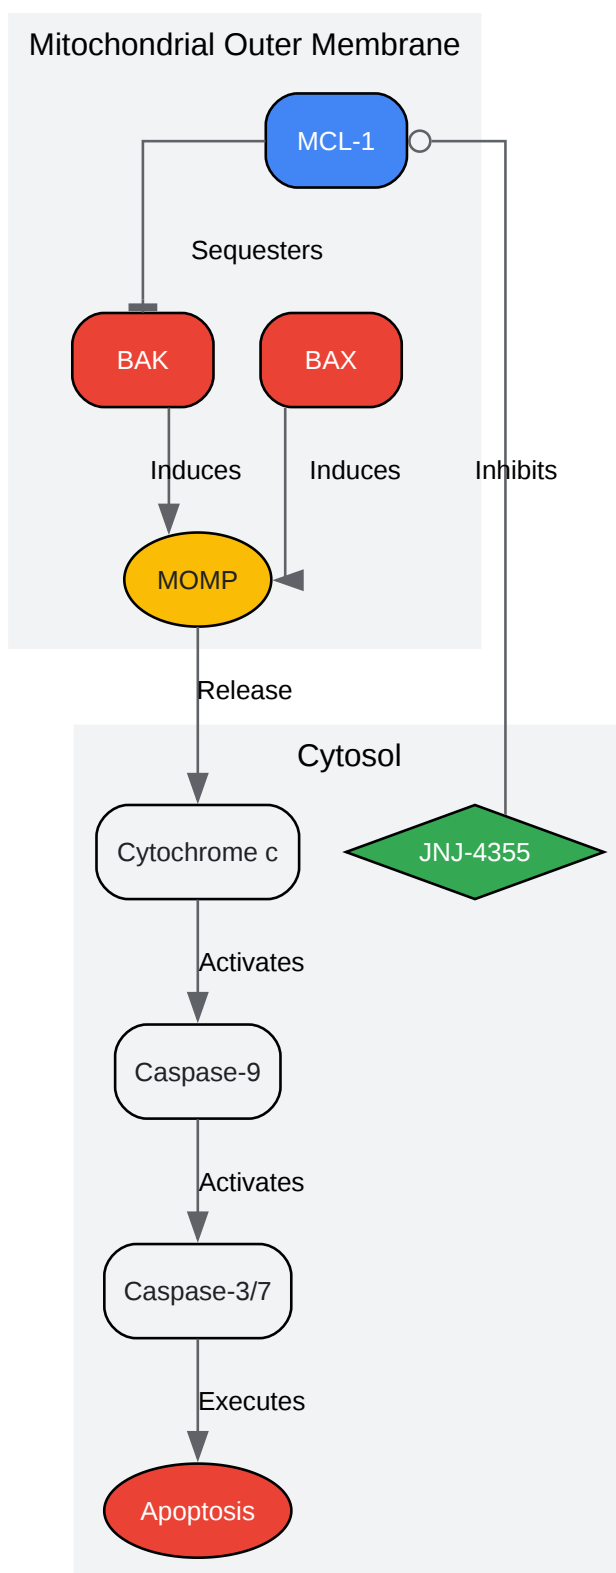 Mitochondrial Outer Membrane
MCL-1
Sequesters
BAK
BAX
Induces
Induces
Inhibits
MOMP
Release
Cytosol
Cytochrome c
JNJ-4355
Activates
Caspase-9
Activates
Caspase-3/7
Executes
Apoptosis